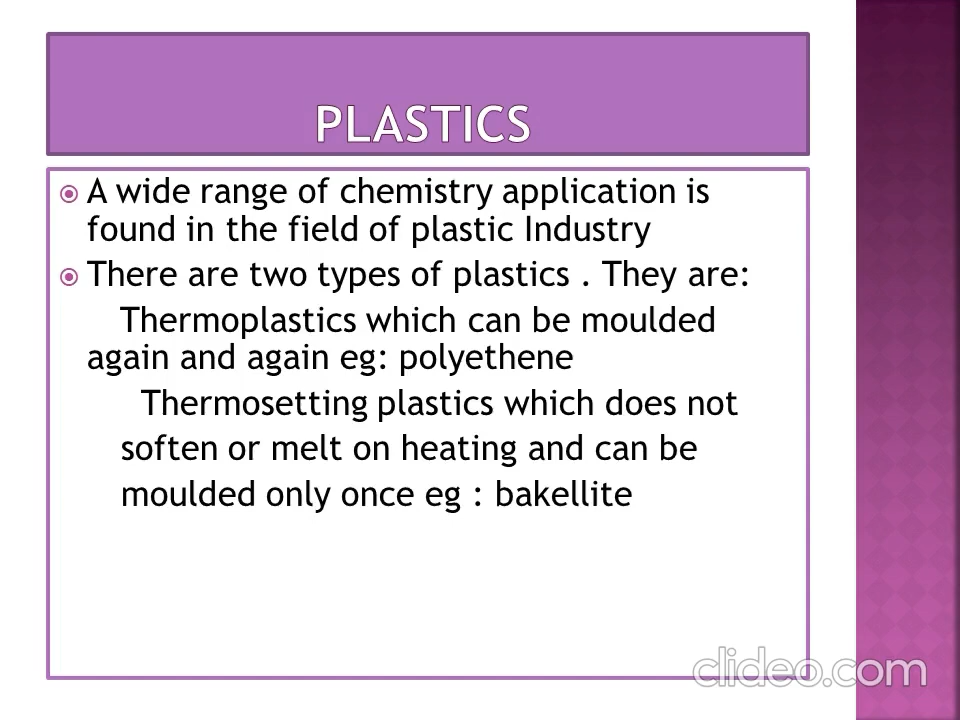 PLASTICS
A wide range of chemistry application is
found in the field of plastic Industry
There are two types of plastics . They are:
Thermoplastics which can be moulded
again and again eg: polyethene
Thermosetting plastics which does not
soften or melt on heating and can be
moulded only once eg : bakellite
clideo.com